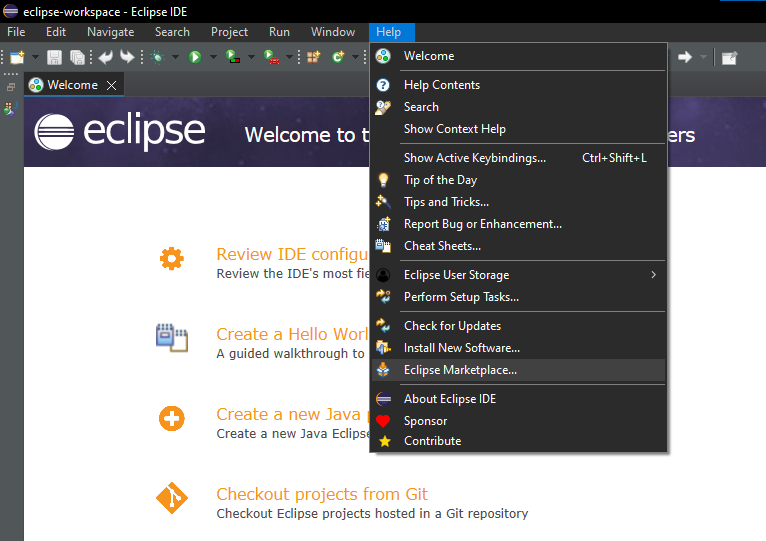 eclipse-workspace - Eclipse IDE
File Edit Navigate Search Project Run Window Help
Welcome
eclipse
Welcome to t
ers
Review IDE configu
Review the IDE's most fie
Create a Hello Worl
A guided walkthrough to
Create a new Java p
Create a new Java Eclipse
Checkout projects from Git
Checkout Eclipse projects hosted in a Git repository
Welcome
Help Contents
Search
Show Context Help
Show Active Keybindings... Ctrl+Shift+L
Tip of the Day
Tips and Tricks...
Report Bug or Enhancement...
Cheat Sheets...
Eclipse User Storage
Perform Setup Tasks...
Check for Updates
Install New Software...
Eclipse Marketplace...
About Eclipse IDE
Sponsor
Contribute